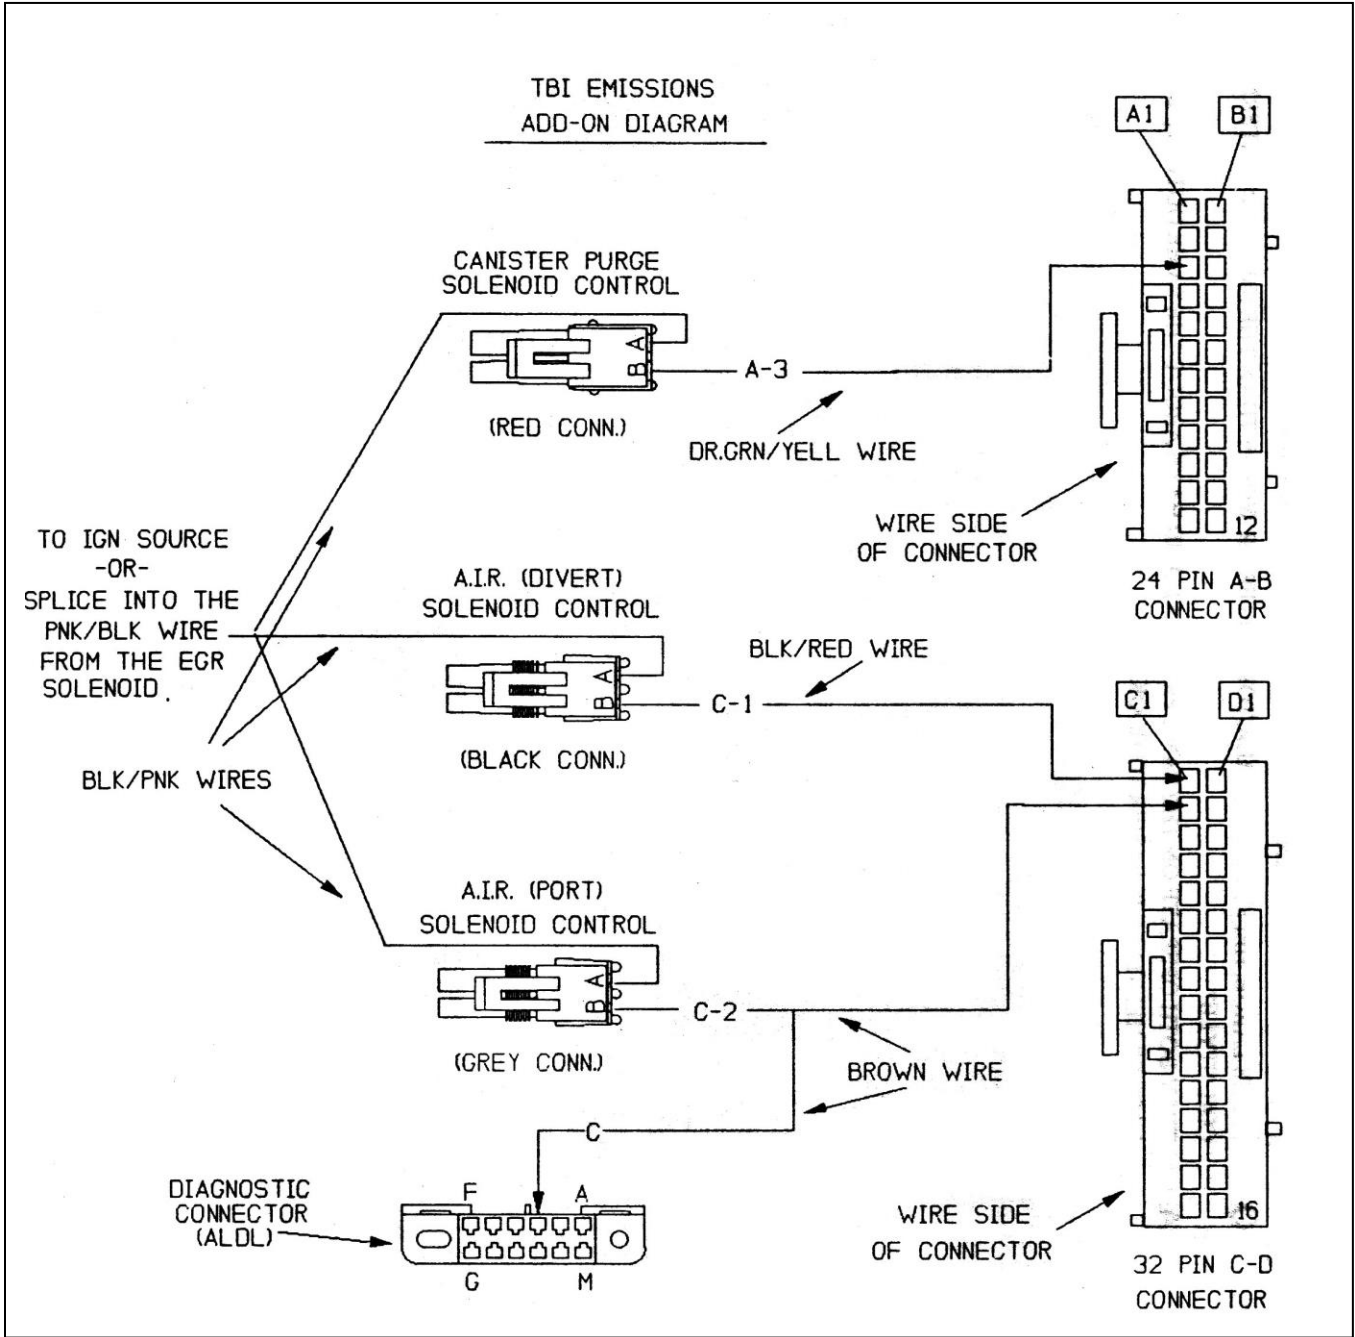 TBI EMISSIONS
ADD-ON DIAGRAM
A1
B1
CANISTER PURGE
SOLENOID CONTROL
A
B
A-3
(RED CONN.)
DR.GRN/YELL WIRE
WIRE SIDE
OF CONNECTOR
12
24 PIN A-B
CONNECTOR
TO IGN SOURCE
-OR-
SPLICE INTO THE
PNK/BLK WIRE
FROM THE EGR
SOLENOID.
A.I.R. (DIVERT)
SOLENOID CONTROL
A
B
C-1
BLK/RED WIRE
(BLACK CONN.)
BLK/PNK WIRES
C1
D1
A.I.R. (PORT)
SOLENOID CONTROL
A
B
C-2
(GREY CONN.)
BROWN WIRE
C
DIAGNOSTIC
CONNECTOR
(ALDL)
F
A
G
M
WIRE SIDE
OF CONNECTOR
16
32 PIN C-D
CONNECTOR